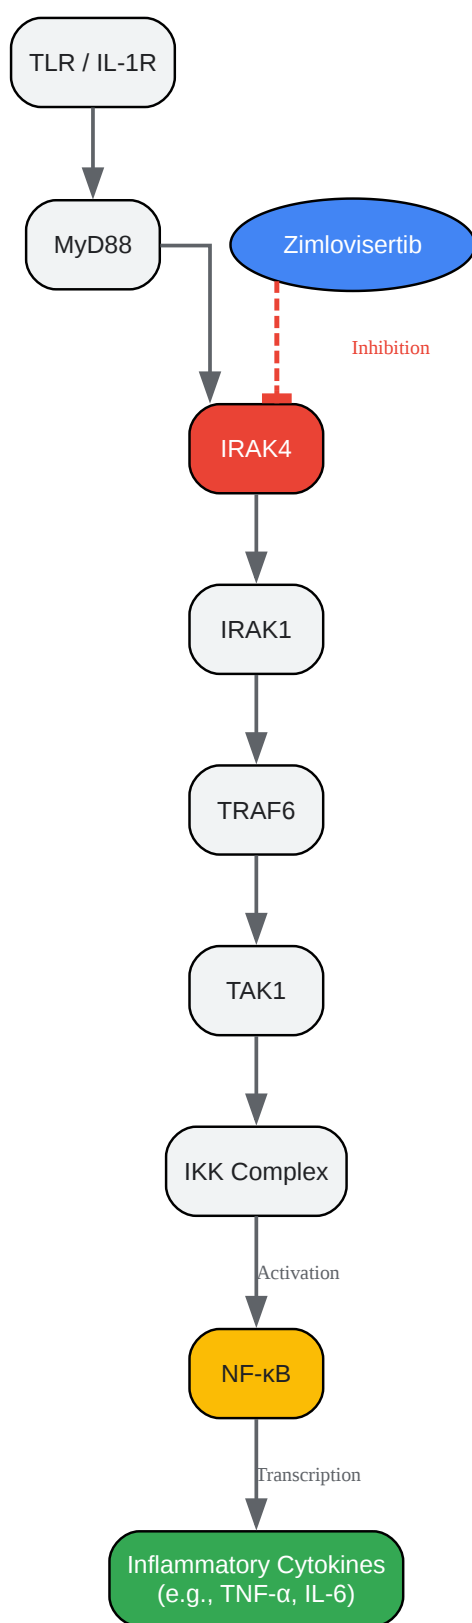 TLR / IL-1R
MyD88
Zimlovisertib
Inhibition
IRAK4
IRAK1
TRAF6
TAK1
IKK Complex
Activation
NF-κB
Transcription
Inflammatory Cytokines
(e.g., TNF-α, IL-6)